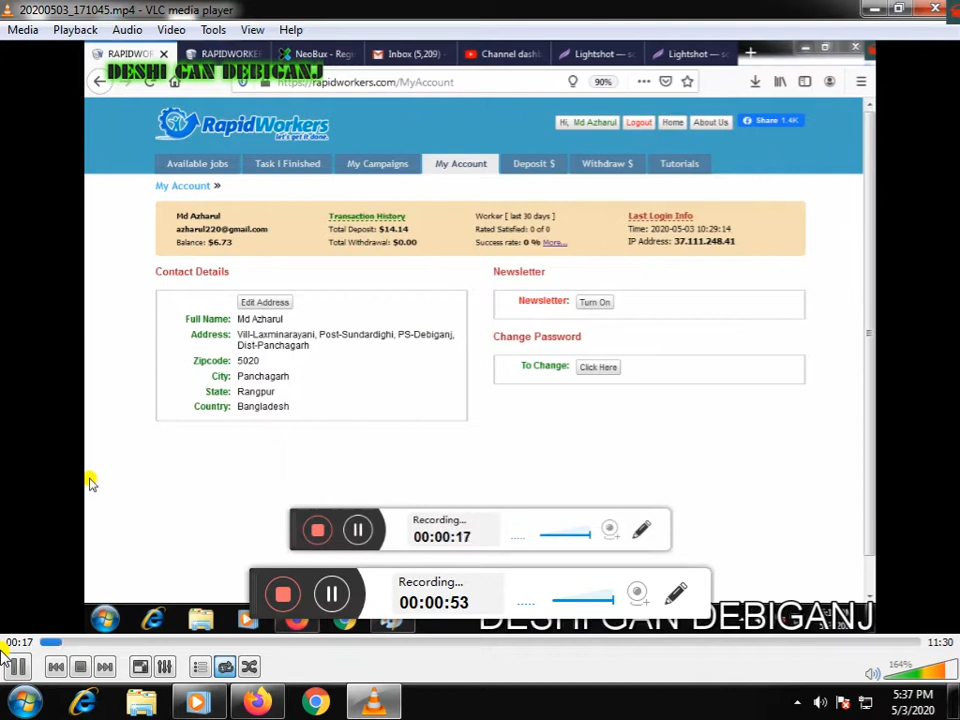 20200503_171045.mp4 - VLC media player
Media Playback Audio Video Tools View Help
RAPIDWOR RAPIDWORKE NeoBux - Reg Inbox (5,209) - Channel dash Lightshot — sc Lightshot — sc
DESHI GAN DEBIGANJ
https://rapidworkers.com/MyAccount 90%
RapidWorkers
let's get it done.
Hi, Md Azharul Logout Home About Us Share 1.4K
Available jobs Task I Finished My Campaigns My Account Deposit $ Withdraw $ Tutorials
My Account »
Md Azharul Transaction History Worker [ last 30 days ] Last Login Info
azharul220@gmail.com Total Deposit: $14.14 Rated Satisfied: 0 of 0 Time: 2020-05-03 10:29:14
Balance: $6.73 Total Withdrawal: $0.00 Success rate: 0 % More... IP Address: 37.111.248.41
Contact Details Newsletter
Edit Address Newsletter: Turn On
Full Name: Md Azharul
Address: Vill-Laxminarayani, Post-Sundardighi, PS-Debiganj, Change Password
Dist-Panchagarh
Zipcode: 5020 To Change: Click Here
City: Panchagarh
State: Rangpur
Country: Bangladesh
Recording...
00:00:17
Recording...
00:00:53
DESHI GAN DEBIGANJ
00:17 11:30
164%
5:37 PM
5/3/2020